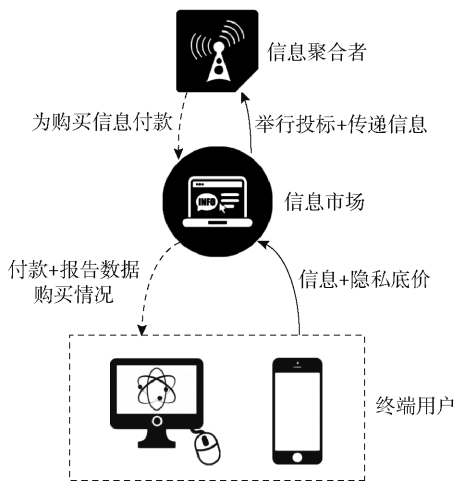 信息聚合者
为购买信息付款
举行投标+传递信息
INFO
信息市场
付款+报告数据
购买情况
信息+隐私底价
终端用户